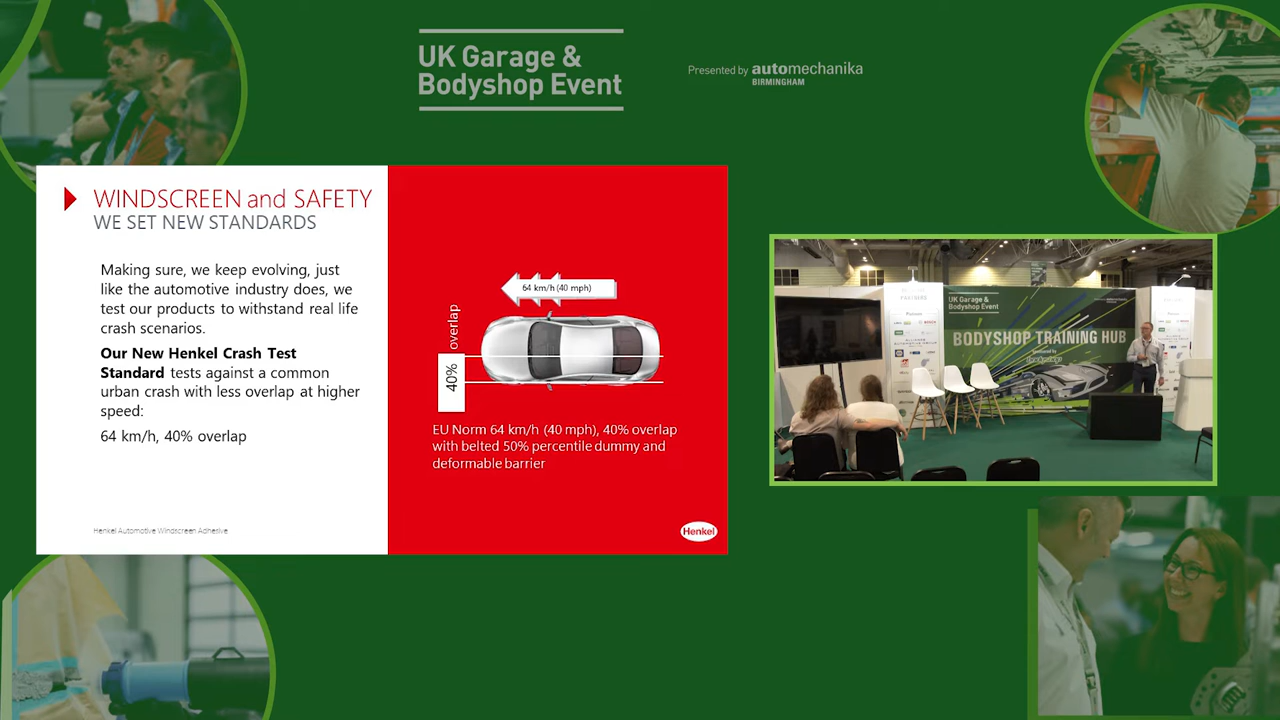 UK Garage &
Bodyshop Event
Presented by automechanika
BIRMINGHAM
WINDSCREEN and SAFETY
WE SET NEW STANDARDS
Making sure, we keep evolving, just
like the automotive industry does, we
test our products to withstand real life
crash scenarios.
Our New Henkel Crash Test
Standard tests against a common
urban crash with less overlap at higher
speed:
64 km/h, 40% overlap
Henkel Automotive Windscreen Adhesive
64 km/h (40 mph)
40% overlap
EU Norm 64 km/h (40 mph), 40% overlap
with belted 50% percentile dummy and
deformable barrier
Henkel
UK Garage &
Bodyshop Event
BODYSHOP TRAINING HUB
sponsored by